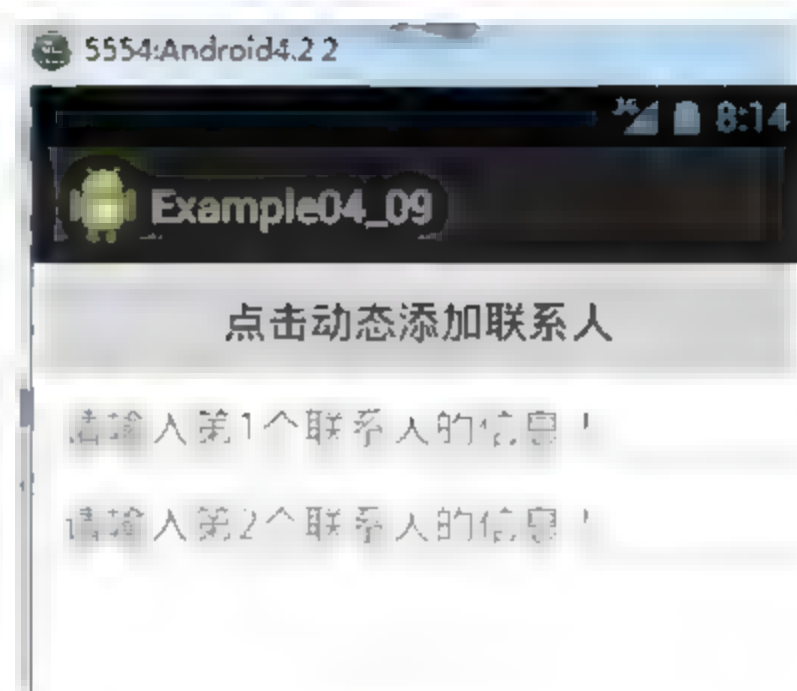 5554:Android4.2.2
3G 8:14
Example04_09
点击动态添加联系人
请输入第1个联系人的信息！
请输入第2个联系人的信息！